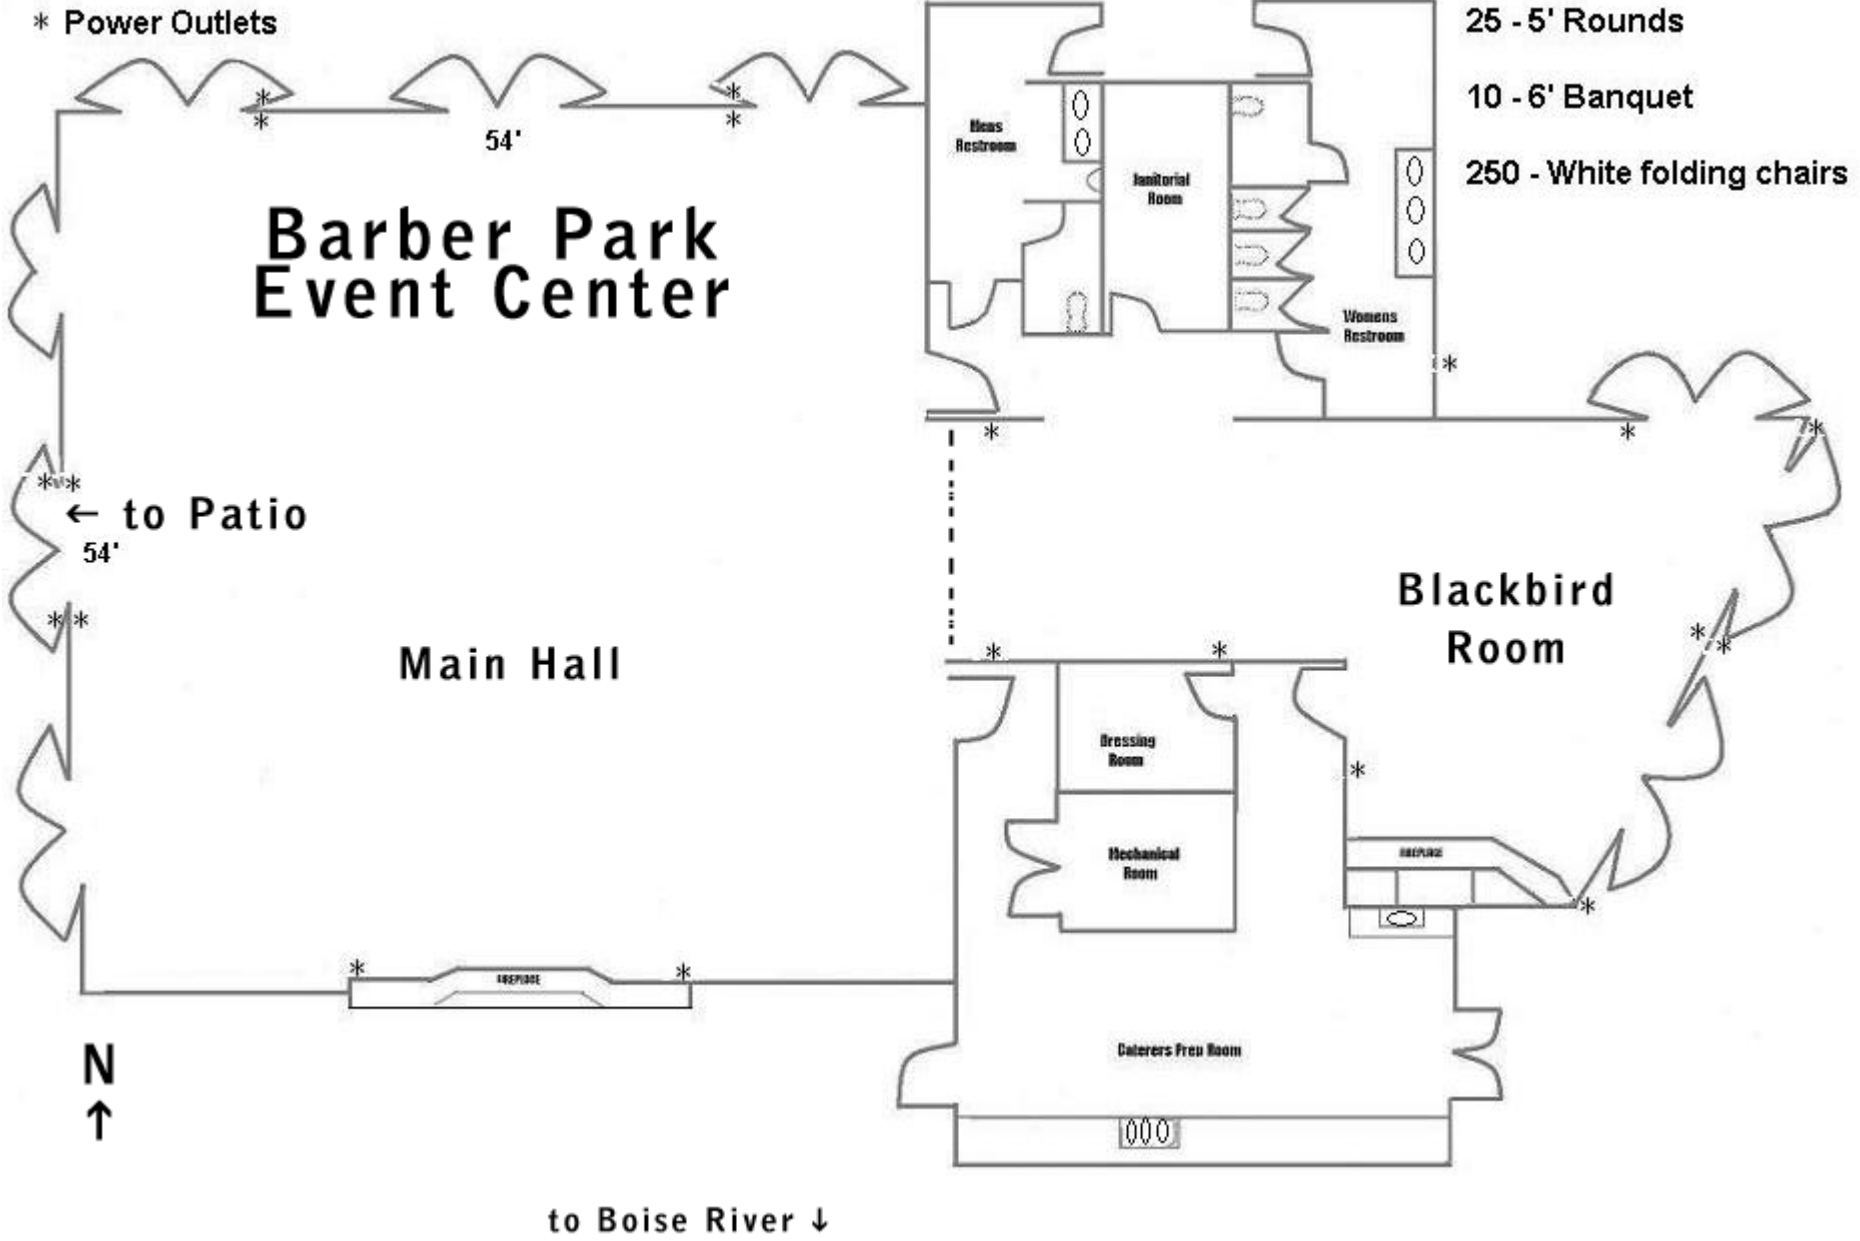 * Power Outlets
25 - 5' Rounds
10 - 6' Banquet
250 - White folding chairs
54'
Mens
Restroom
Janitorial
Room
Barber Park
Event Center
Womens
Restroom
← to Patio
54'
Blackbird
Room
Main Hall
Dressing
Room
Mechanical
Room
FIREPLACE
FIREPLACE
N
↑
Caterers Prep Room
to Boise River ↓